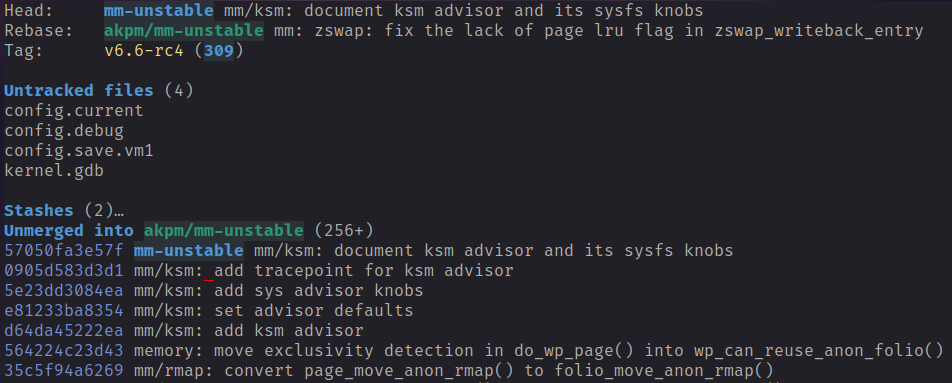 Head: mm-unstable mm/ksm: document ksm advisor and its sysfs knobs
Rebase: akpm/mm-unstable mm: zswap: fix the lack of page lru flag in zswap_writeback_entry
Tag: v6.6-rc4 (309)
Untracked files (4)
config.current
config.debug
config.save.vm1
kernel.gdb
Stashes (2)…
Unmerged into akpm/mm-unstable (256+)
57050fa3e57f mm-unstable mm/ksm: document ksm advisor and its sysfs knobs
0905d583d3d1 mm/ksm: add tracepoint for ksm advisor
5e23dd3084ea mm/ksm: add sys advisor knobs
e81233ba8354 mm/ksm: set advisor defaults
d64da45222ea mm/ksm: add ksm advisor
564224c23d43 memory: move exclusivity detection in do_wp_page() into wp_can_reuse_anon_folio()
35c5f94a6269 mm/rmap: convert page_move_anon_rmap() to folio_move_anon_rmap()